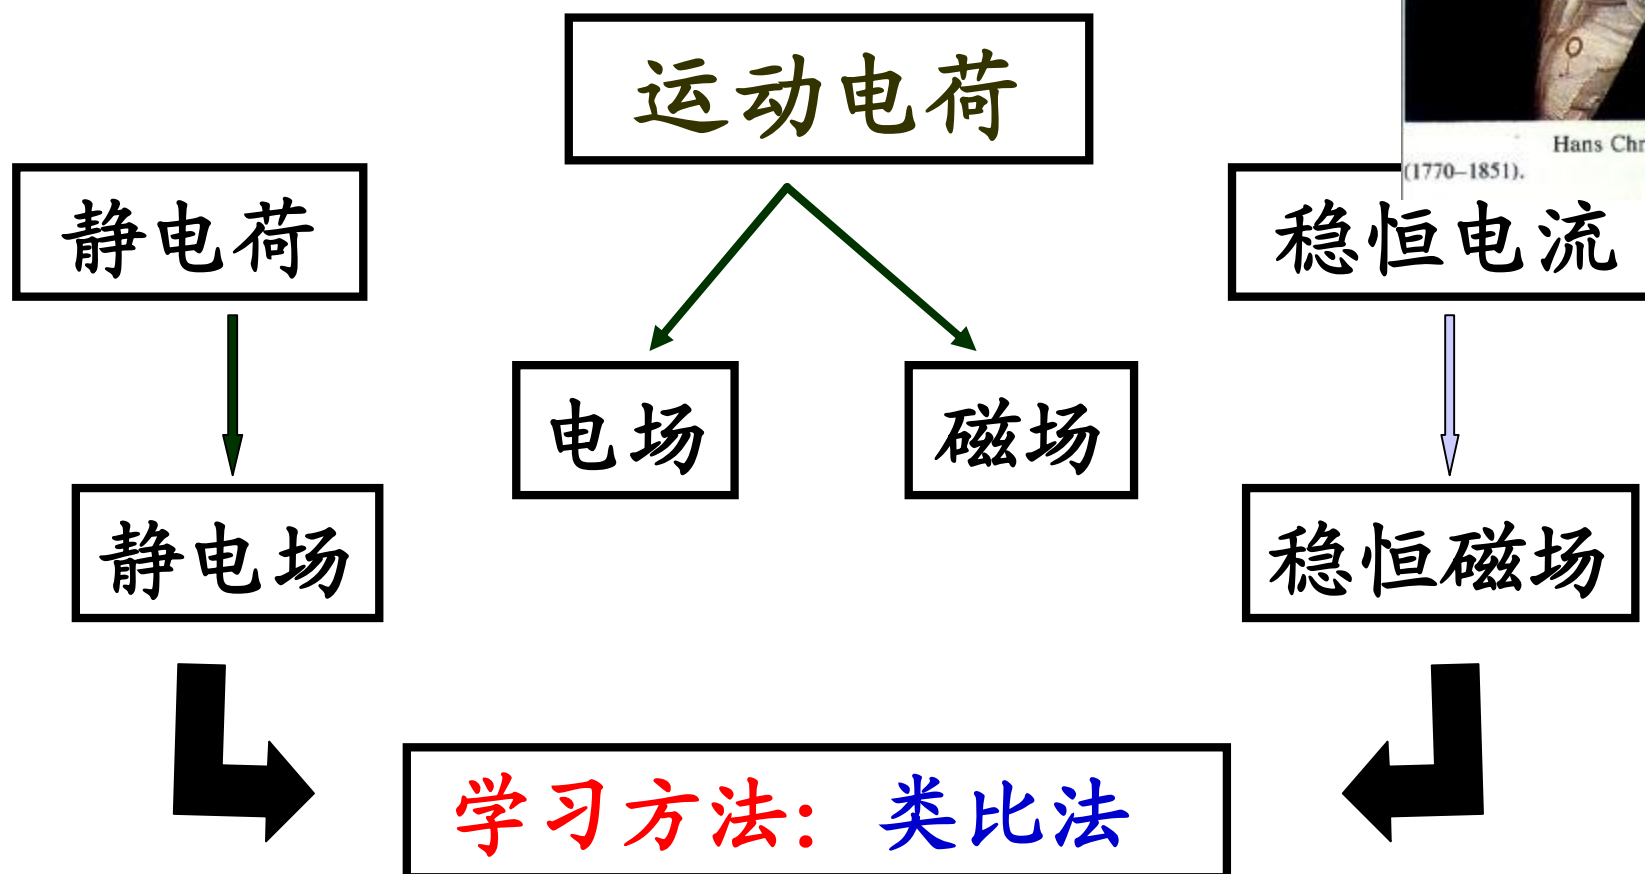 运动电荷
Hans Chr
(1770–1851).
静电荷
稳恒电流
电场
磁场
静电场
稳恒磁场
学习方法：类比法